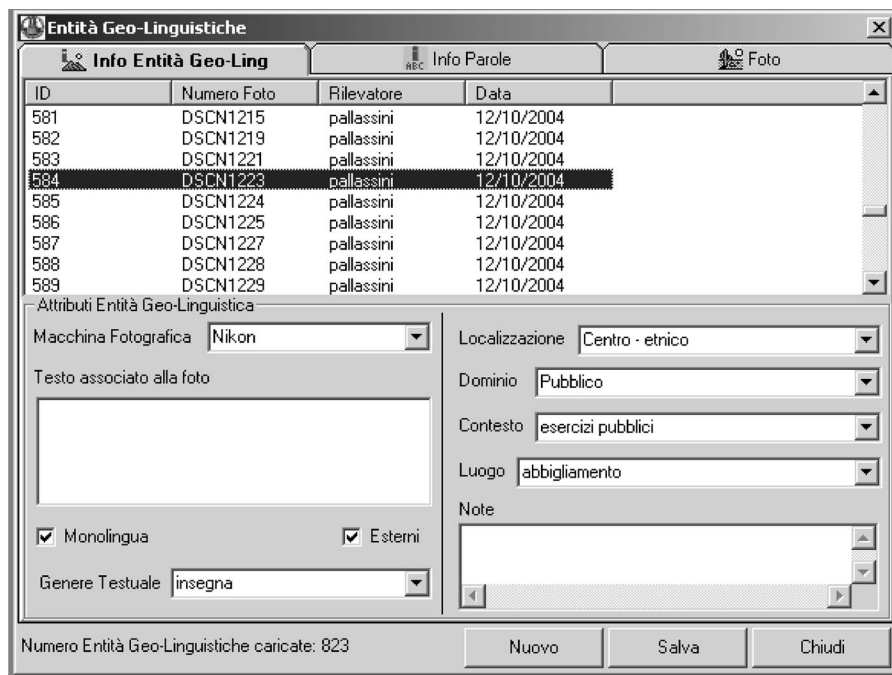 Entità Geo-Linguistiche
Info Entità Geo-Ling ABC Info Parole Foto
ID Numero Foto Rilevatore Data
581 DSCN1215 pallassini 12/10/2004
582 DSCN1219 pallassini 12/10/2004
583 DSCN1221 pallassini 12/10/2004
584 DSCN1223 pallassini 12/10/2004
585 DSCN1224 pallassini 12/10/2004
586 DSCN1225 pallassini 12/10/2004
587 DSCN1227 pallassini 12/10/2004
588 DSCN1228 pallassini 12/10/2004
589 DSCN1229 pallassini 12/10/2004
Attributi Entità Geo-Linguistica
Macchina Fotografica Nikon
Testo associato alla foto
Monolingua Esterni
Genere Testuale insegna
Localizzazione Centro - etnico
Dominio Pubblico
Contesto esercizi pubblici
Luogo abbigliamento
Note
Numero Entità Geo-Linguistiche caricate: 823 Nuovo Salva Chiudi